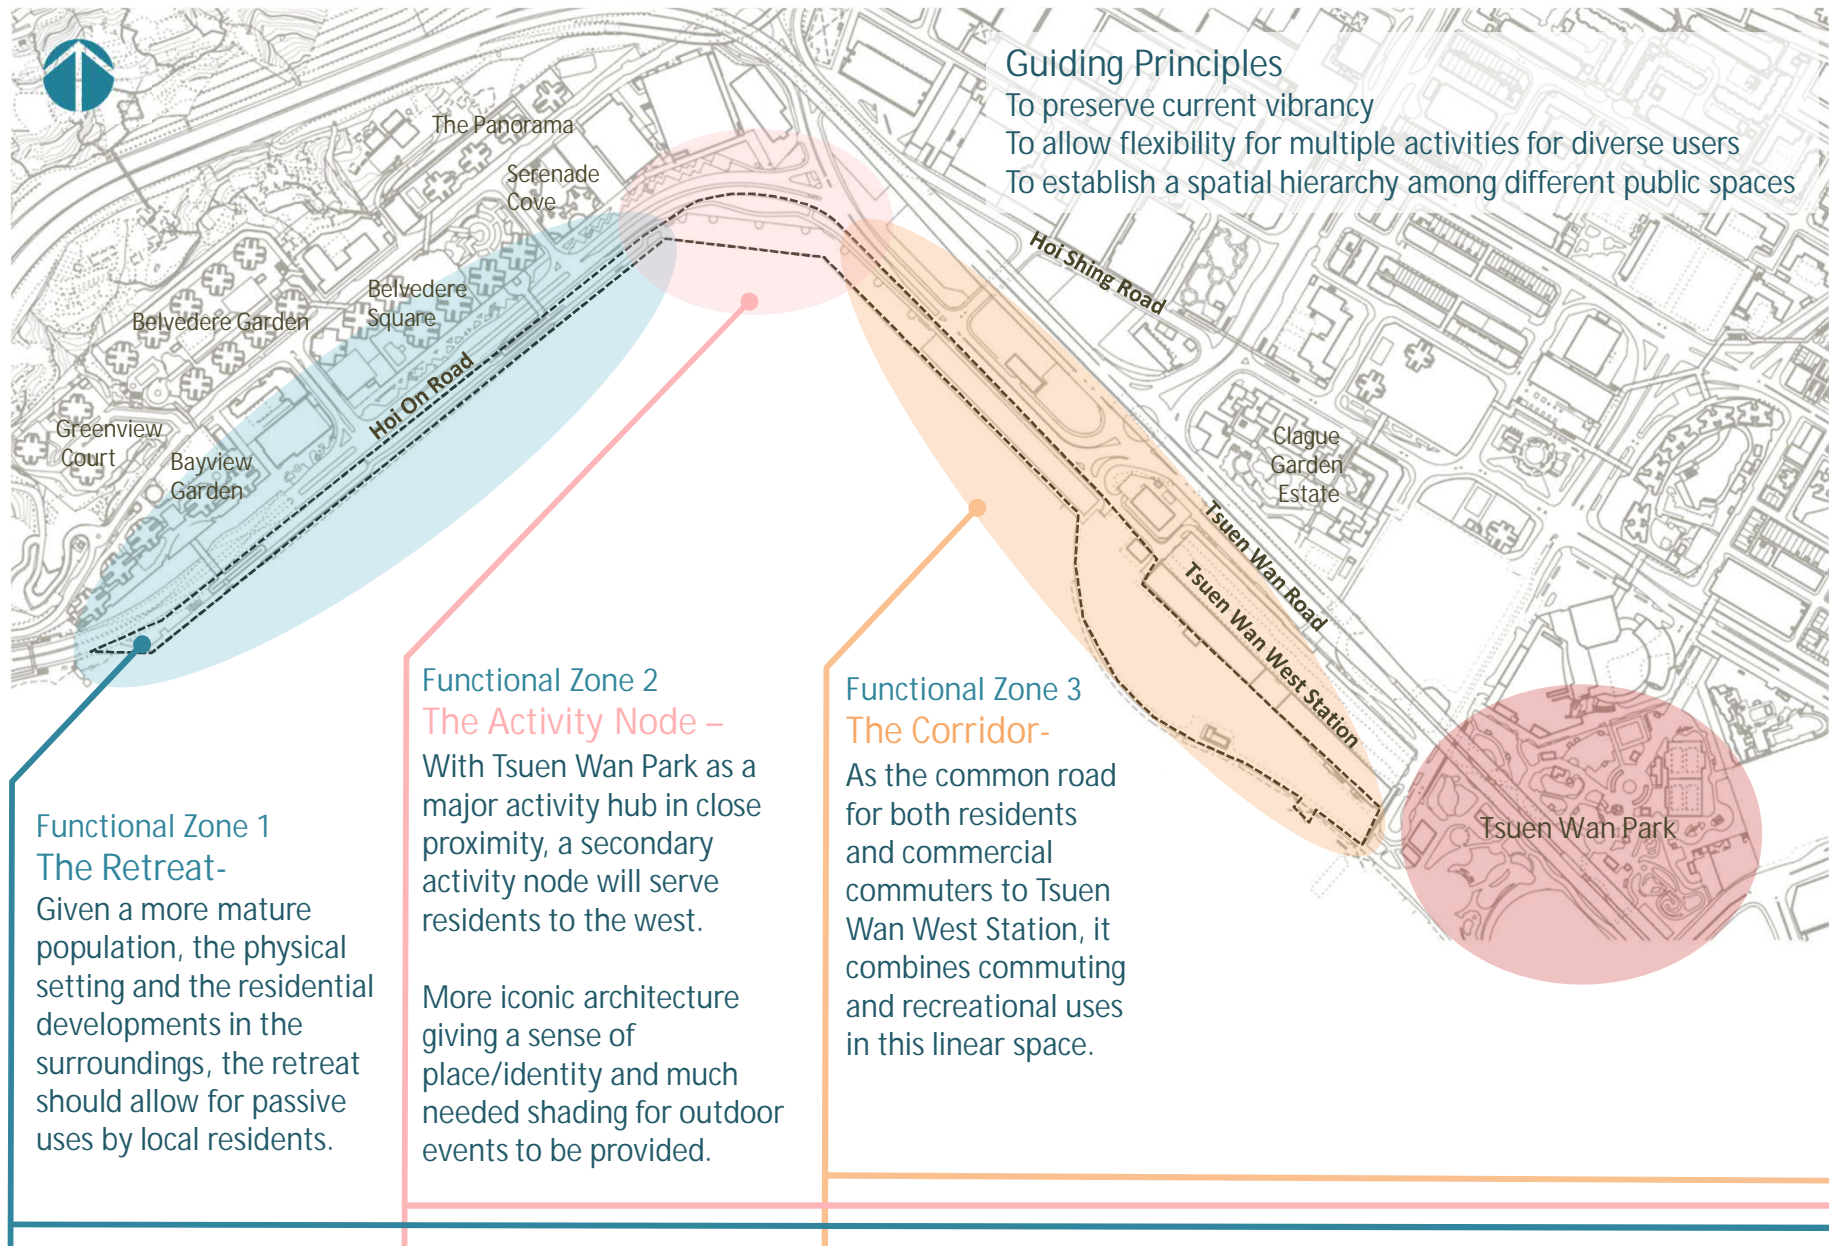 Guiding Principles
To preserve current vibrancy
To allow flexibility for multiple activities for diverse users
To establish a spatial hierarchy among different public spaces
The Panorama
Serenade
Cove
Belvedere
Square
Belvedere Garden
Hoi On Road
Greenview
Court
Bayview
Garden
Hoi Shing Road
Clague
Garden
Estate
Tsuen Wan Road
Tsuen Wan West Station
Tsuen Wan Park
Functional Zone 1
The Retreat-
Given a more mature
population, the physical
setting and the residential
developments in the
surroundings, the retreat
should allow for passive
uses by local residents.
Functional Zone 2
The Activity Node –
With Tsuen Wan Park as a
major activity hub in close
proximity, a secondary
activity node will serve
residents to the west.
More iconic architecture
giving a sense of
place/identity and much
needed shading for outdoor
events to be provided.
Functional Zone 3
The Corridor-
As the common road
for both residents
and commercial
commuters to Tsuen
Wan West Station, it
combines commuting
and recreational uses
in this linear space.